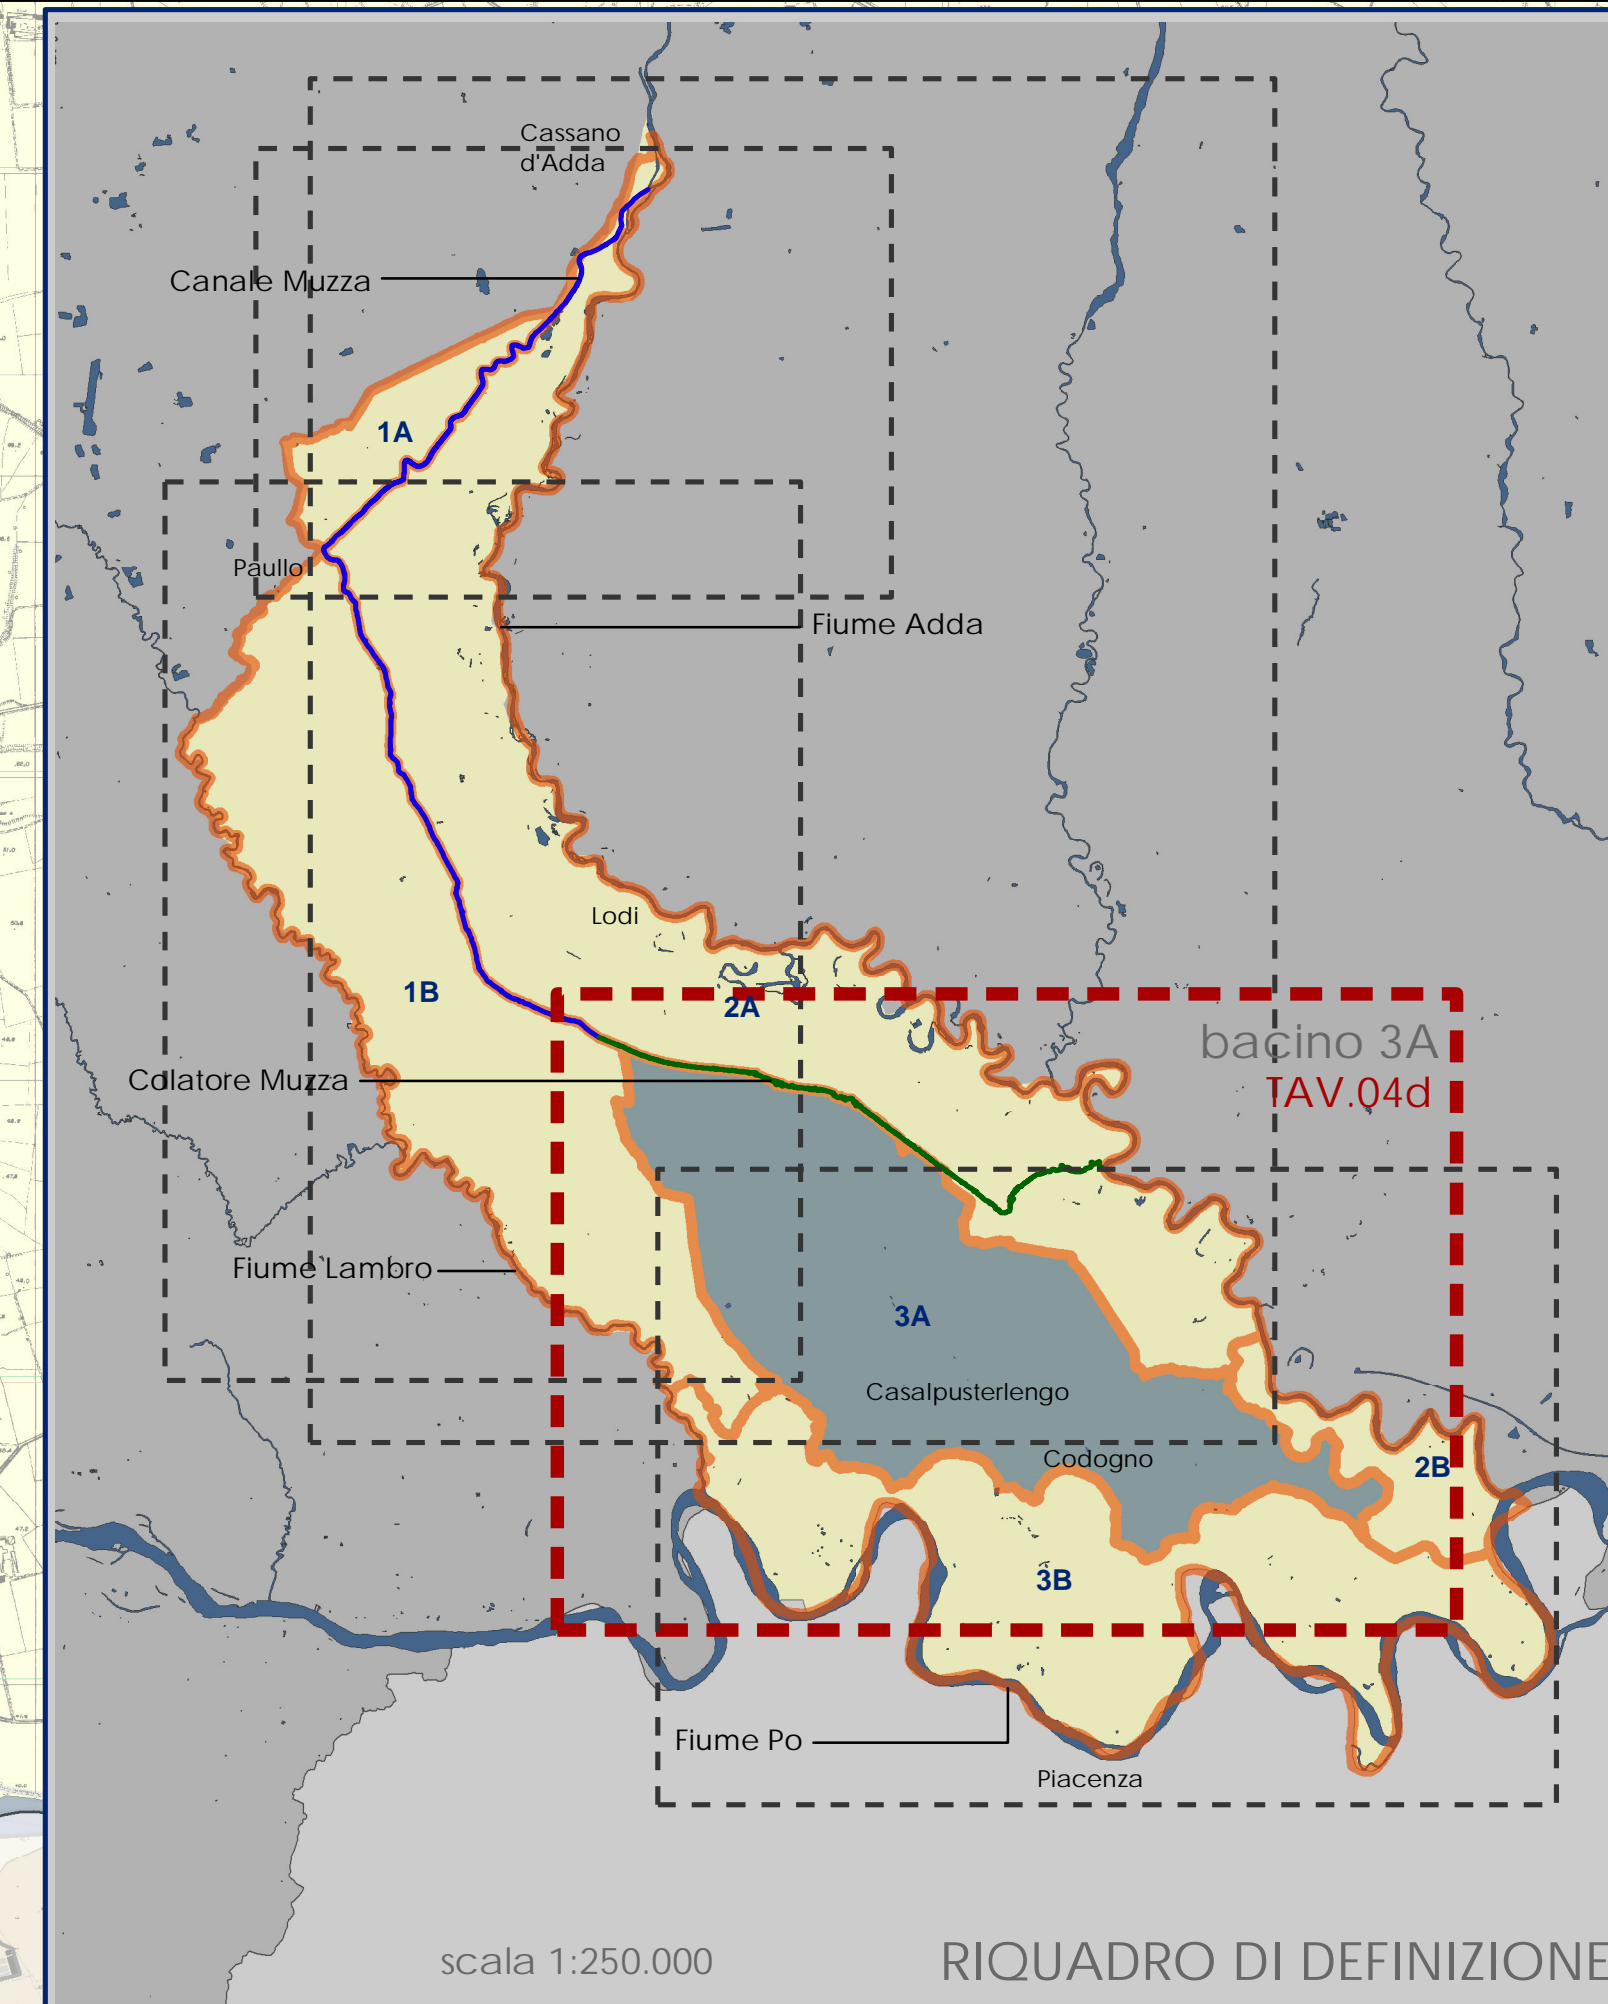 Cassano
d'Adda
Canale Muzza
1A
Paullo
Fiume Adda
Lodi
1B
2A
bacino 3A
TAV.04d
Collatore Muzza
Fiume Lambro
3A
Casalpusterlengo
Codogno
2B
3B
Fiume Po
Piacenza
scala 1:250.000
RIQUADRO DI DEFINIZIONE